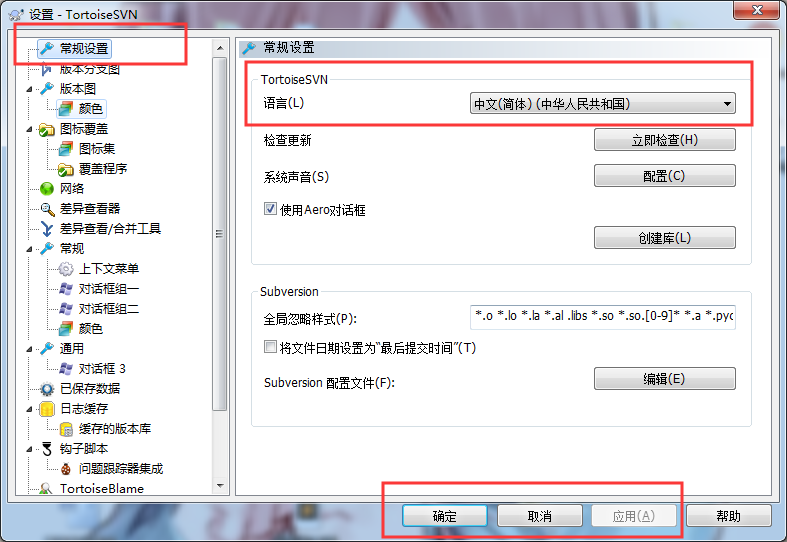 设置 - TortoiseSVN
常规设置
版本分支图
版本图
颜色
图标覆盖
图标集
覆盖程序
网络
差异查看器
差异查看/合并工具
常规
上下文菜单
对话框组一
对话框组二
颜色
通用
对话框 3
已保存数据
日志缓存
缓存的版本库
钩子脚本
问题跟踪器集成
TortoiseBlame
常规设置
TortoiseSVN
语言(L)
中文(简体) (中华人民共和国)
检查更新
立即检查(H)
系统声音(S)
配置(C)
使用Aero对话框
创建库(L)
Subversion
全局忽略样式(P):
*.o *.lo *.la *.al .libs *.so *.so.[0-9]* *.a *.pyc
将文件日期设置为“最后提交时间”(T)
Subversion 配置文件(F):
编辑(E)
确定
取消
应用(A)
帮助